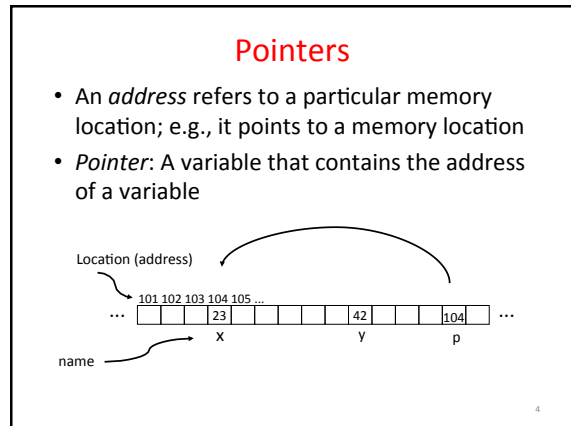 Pointers
• An address refers to a particular memory
location; e.g., it points to a memory location
• Pointer: A variable that contains the address
of a variable
Location (address)
101 102 103 104 105 ...
... 23 42 104 ...
x y p
name
4